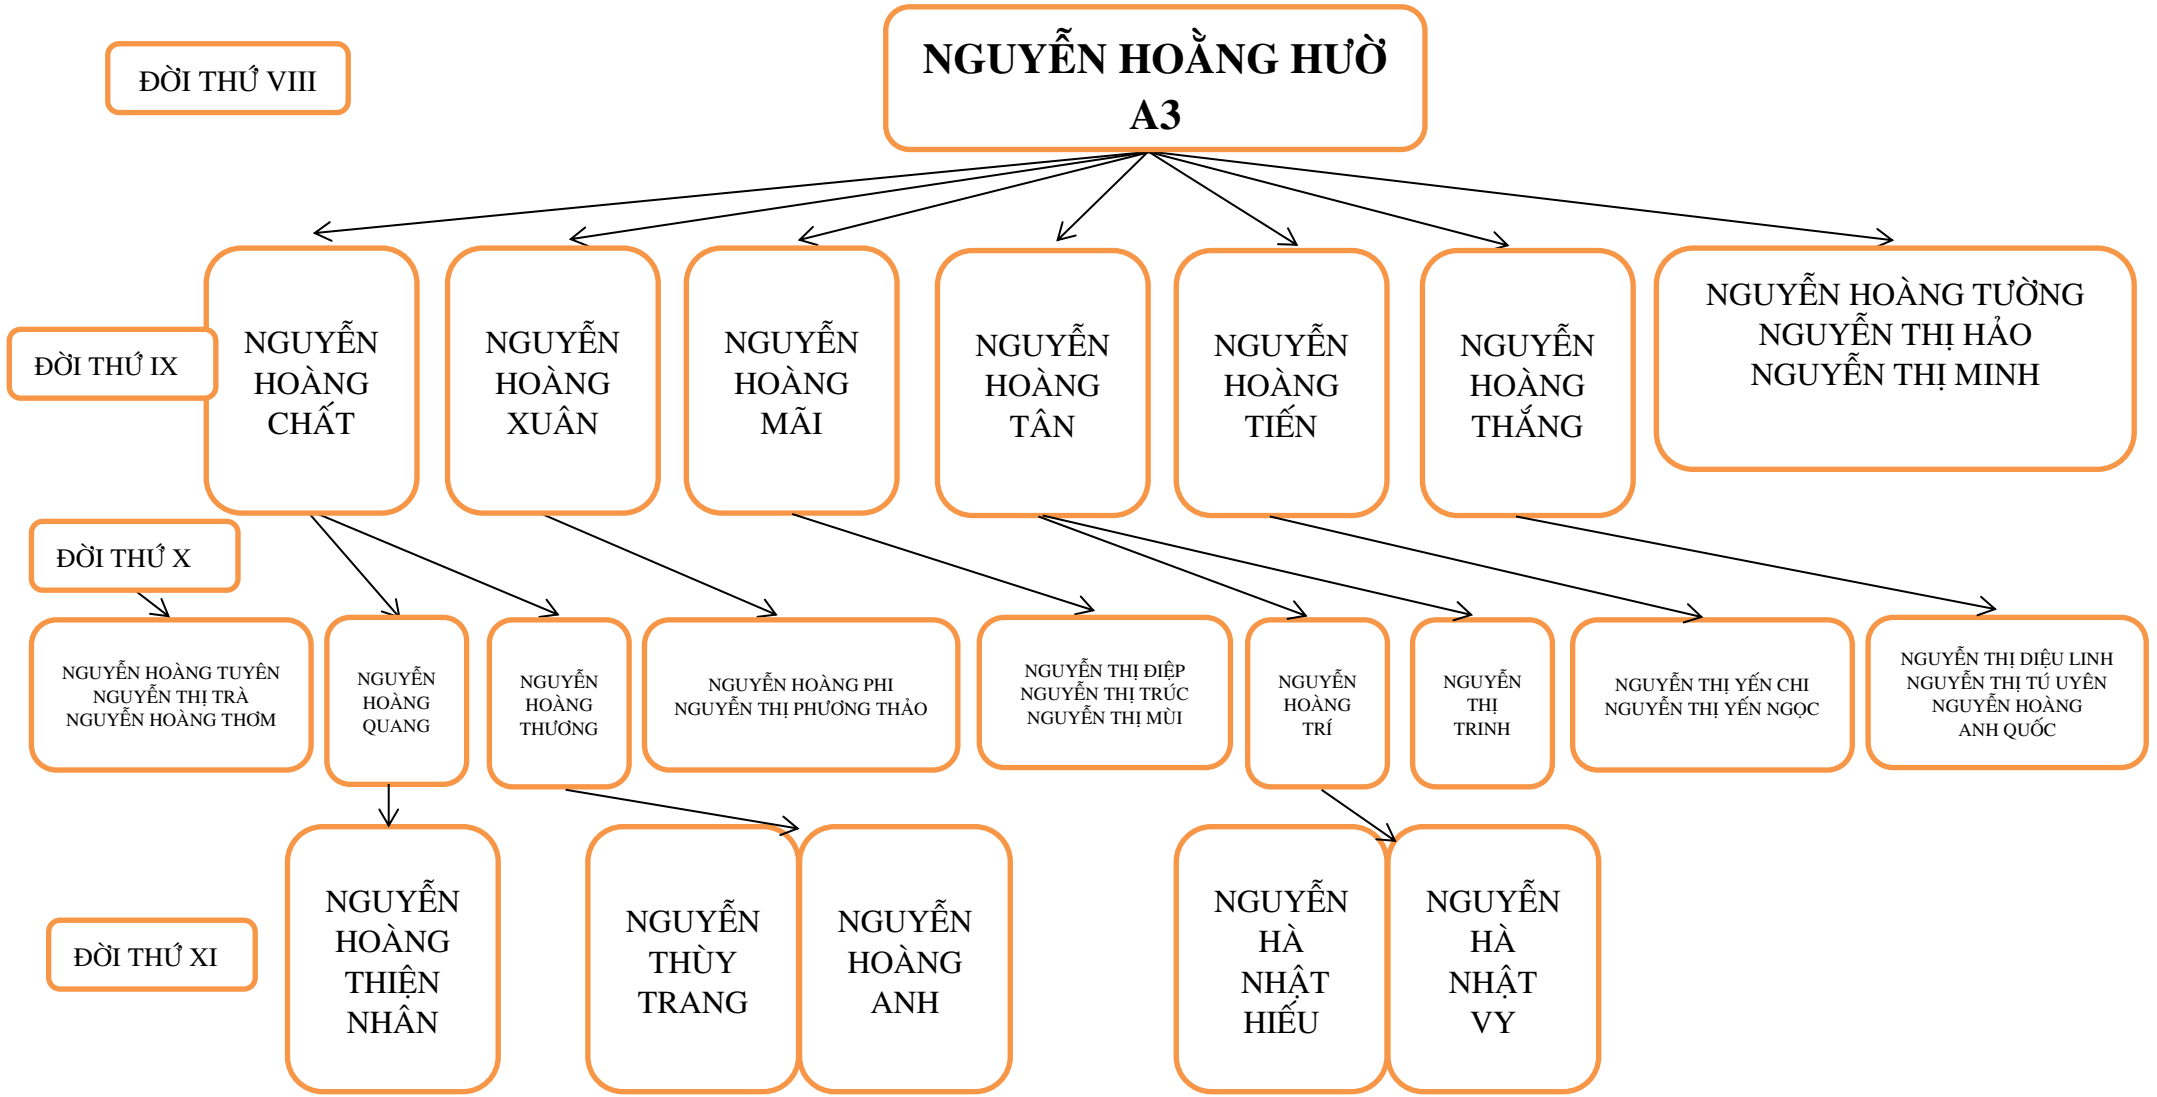 ĐỜI THỨ VIII
NGUYỄN HOẰNG HƯỜ
A3
ĐỜI THỨ IX
NGUYỄN
HOÀNG
CHẤT
NGUYỄN
HOÀNG
XUÂN
NGUYỄN
HOÀNG
MÃI
NGUYỄN
HOÀNG
TÂN
NGUYỄN
HOÀNG
TIẾN
NGUYỄN
HOÀNG
THẮNG
NGUYỄN HOÀNG TƯỜNG
NGUYỄN THỊ HẢO
NGUYỄN THỊ MINH
ĐỜI THỨ X
NGUYỄN HOÀNG TUYÊN
NGUYỄN THỊ TRÀ
NGUYỄN HOÀNG THƠM
NGUYỄN
HOÀNG
QUANG
NGUYỄN
HOÀNG
THƯƠNG
NGUYỄN HOÀNG PHI
NGUYỄN THỊ PHƯƠNG THẢO
NGUYỄN THỊ ĐIỆP
NGUYỄN THỊ TRÚC
NGUYỄN THỊ MÙI
NGUYỄN
HOÀNG
TRÍ
NGUYỄN
THỊ
TRINH
NGUYỄN THỊ YẾN CHI
NGUYỄN THỊ YẾN NGỌC
NGUYỄN THỊ DIỆU LINH
NGUYỄN THỊ TÚ UYÊN
NGUYỄN HOÀNG
ANH QUỐC
ĐỜI THỨ XI
NGUYỄN
HOÀNG
THIỆN
NHÂN
NGUYỄN
THÙY
TRANG
NGUYỄN
HOÀNG
ANH
NGUYỄN
HÀ
NHẬT
HIẾU
NGUYỄN
HÀ
NHẬT
VY